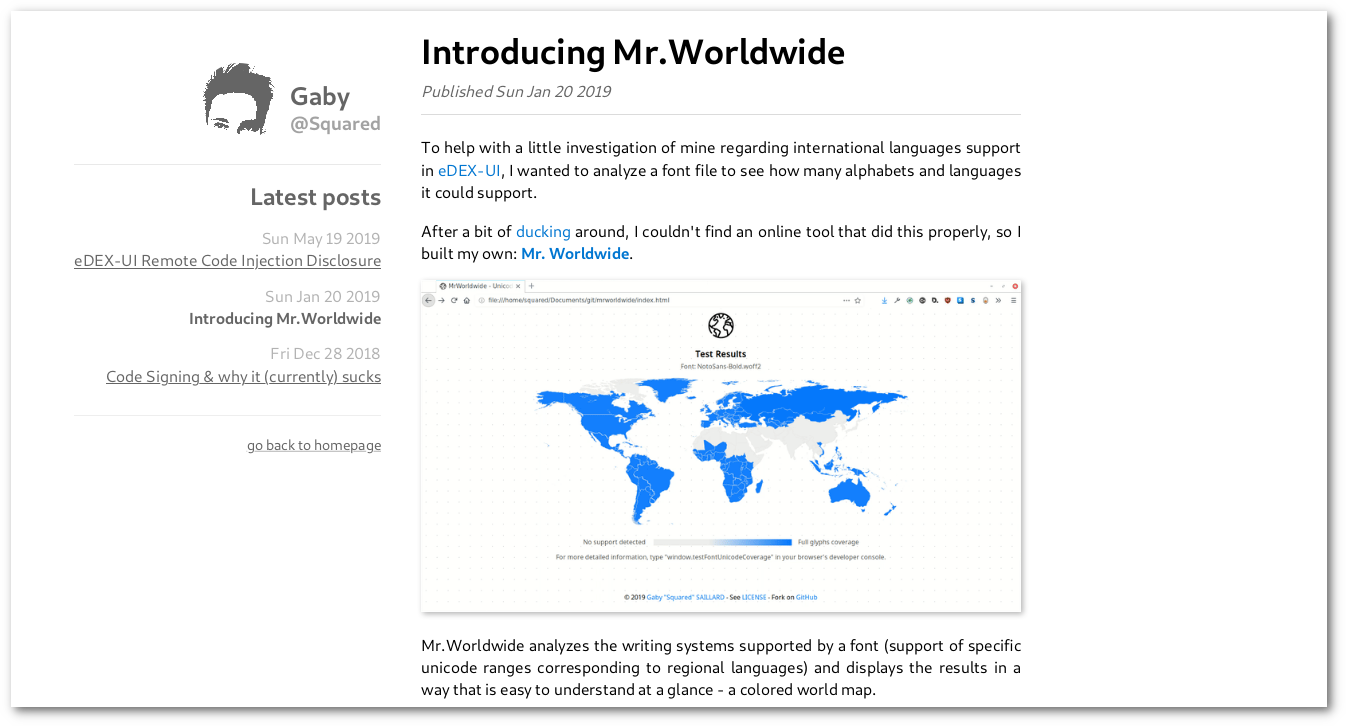 Gaby
@Squared
Latest posts
Sun May 19 2019
eDEX-UI Remote Code Injection Disclosure
Sun Jan 20 2019
Introducing Mr.Worldwide
Fri Dec 28 2018
Code Signing & why it (currently) sucks
go back to homepage
Introducing Mr.Worldwide
Published Sun Jan 20 2019
To help with a little investigation of mine regarding international languages support
in eDEX-UI, I wanted to analyze a font file to see how many alphabets and languages
it could support.
After a bit of ducking around, I couldn't find an online tool that did this properly, so I
built my own: Mr. Worldwide.
MrWorldwide - Unico
file:///home/squared/Documents/git/mrworldwide/index.html
Test Results
Font: NotoSans-Bold.woff2
No support detected
Full glyphs coverage
For more detailed information, type "window.testFontUnicodeCoverage" in your browser's developer console.
© 2019 Gaby "Squared" SAILLARD - See LICENSE - Fork on GitHub
Mr.Worldwide analyzes the writing systems supported by a font (support of specific
unicode ranges corresponding to regional languages) and displays the results in a
way that is easy to understand at a glance - a colored world map.